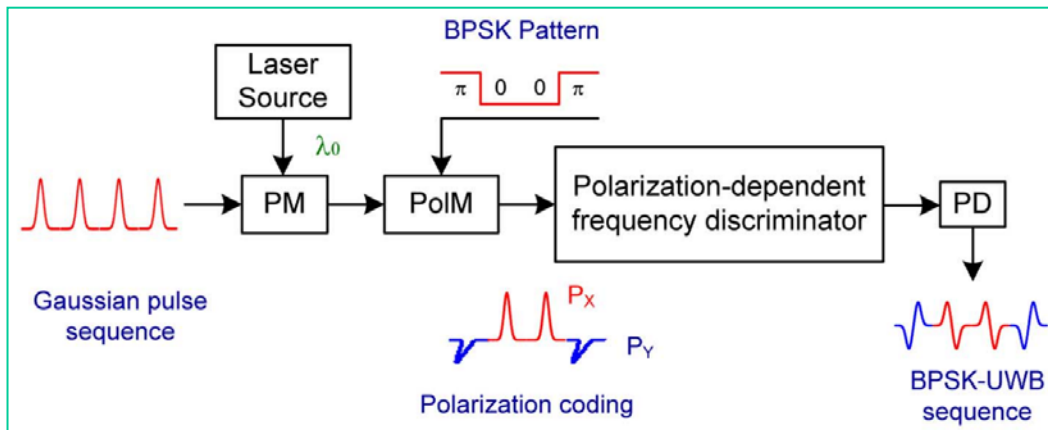 BPSK Pattern
Laser
Source
π 0 0 π
λ0
PM
PolM
Polarization-dependent
frequency discriminator
PD
Gaussian pulse
sequence
PX
PY
Polarization coding
BPSK-UWB
sequence